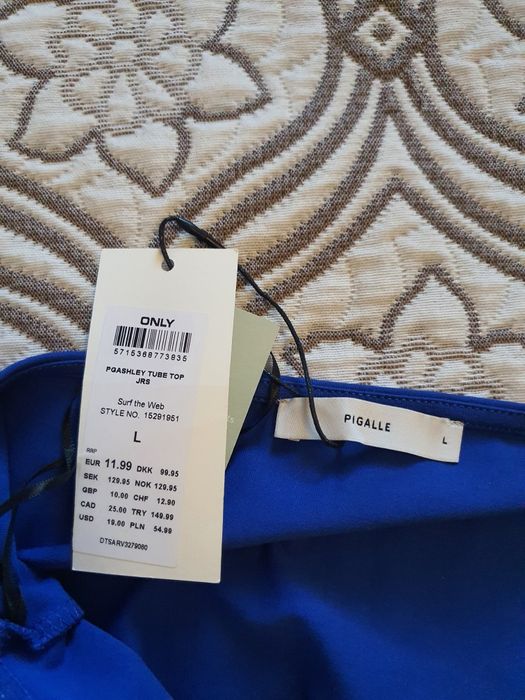 ONLY
5715368773835
PGASHLEY TUBE TOP
JRS
Surf the Web
STYLE NO. 15291951
L
RRP
EUR 11.99 DKK 99.95
SEK 129.95 NOK 129.95
GBP 10.00 CHF 12.90
CAD 25.00 TRY 149.99
USD 19.00 PLN 54.99
DTSARV3279060
PIGALLE
L